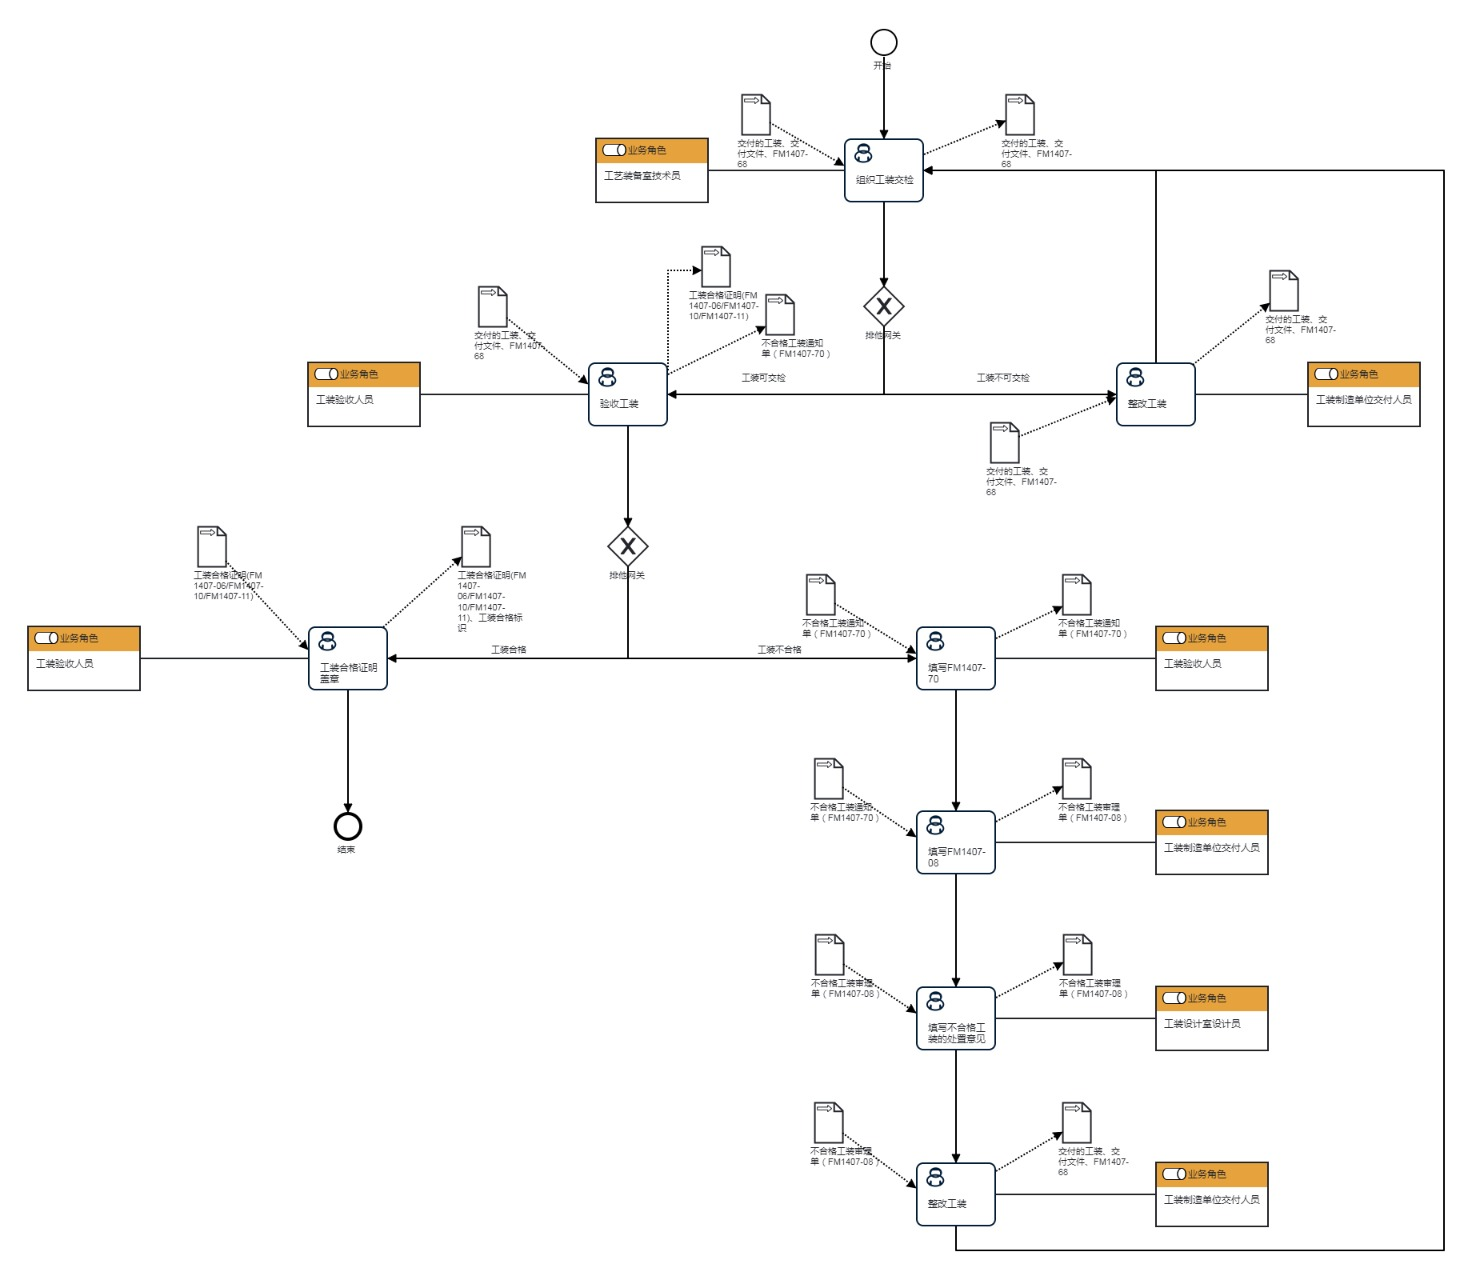 开始
交付的工装、交
付文件、FM1407-
68
交付的工装、交
付文件、FM1407-
68
业务角色
工艺装备室技术员
组织工装交检
工装合格证明(FM
1407-06/FM1407-
10/FM1407-11)
不合格工装通知
单（FM1407-70）
交付的工装、交
付文件、FM1407-
68
排他网关
交付的工装、交
付文件、FM1407-
68
业务角色
工装验收人员
验收工装
工装可交检
工装不可交检
整改工装
业务角色
工装制造单位交付人员
交付的工装、交
付文件、FM1407-
68
排他网关
工装合格证明(FM
1407-06/FM1407-
10/FM1407-11)
工装合格证明(FM
1407-
06/FM1407-
10/FM1407-
11)、工装合格标
识
不合格工装通知
单（FM1407-70）
不合格工装通知
单（FM1407-70）
业务角色
工装验收人员
工装合格证明
盖章
工装合格
工装不合格
填写FM1407-
70
业务角色
工装验收人员
不合格工装通知
单（FM1407-70）
不合格工装审理
单（FM1407-08）
结束
填写FM1407-
08
业务角色
工装制造单位交付人员
不合格工装审理
单（FM1407-08）
不合格工装审理
单（FM1407-08）
填写不合格工
装的处置意见
业务角色
工装设计室设计员
不合格工装审理
单（FM1407-08）
交付的工装、交
付文件、FM1407-
68
整改工装
业务角色
工装制造单位交付人员